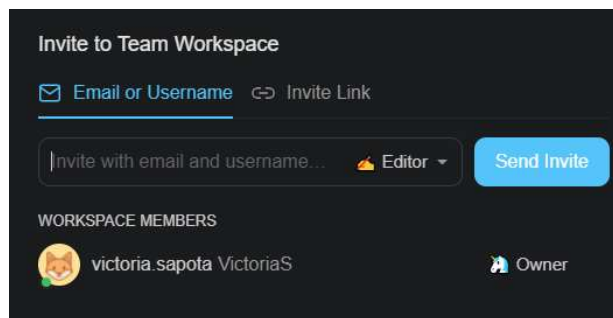 Invite to Team Workspace
Email or Username Invite Link
Invite with email and username... Editor Send Invite
WORKSPACE MEMBERS
victoria.sapota VictoriaS Owner